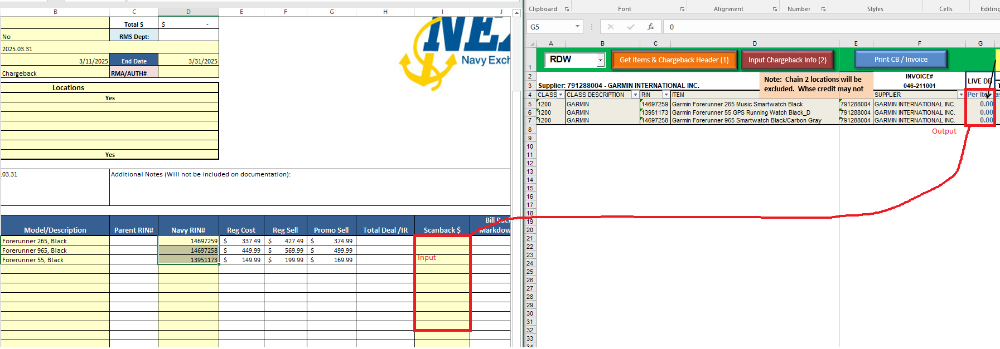 B C D E F G H I J
Total $ $ -
No RMS Dept:
2025.03.31
3/11/2025 End Date 3/31/2025
Chargeback RMA/AUTH#
Locations
Yes
Yes
.03.31 Additional Notes (Will not be included on documentation):
Model/Description Parent RIN# Navy RIN# Reg Cost Reg Sell Promo Sell Total Deal /IR Scanback $ Bill Back Markdow
Forerunner 265, Black 14697259 $ 337.49 $ 427.49 $ 374.99
Forerunner 965, Black 14697258 $ 449.99 $ 569.99 $ 499.99
Forerunner 55, Black 13951173 $ 149.99 $ 199.99 $ 169.99
Input
Navy Exch
Clipboard Font Alignment Number Styles Cells Editing
G5 fx 0
A B C D E F G
1 RDW Get Items & Chargeback Header (1) Input Chargeback Info (2) Print CB / Invoice
2 Note: Chain 2 locations will be INVOICE#
3 Supplier: 791288004 - GARMIN INTERNATIONAL INC. excluded. Whse credit may not 046-211001 LIVE DB
4 CLASS CLASS DESCRIPTION RIN ITEM SUPPLIER Per Ite
5 1200 GARMIN 14697259 Garmin Forerunner 265 Music Smartwatch Black 791288004 GARMIN INTERNATIONAL INC. 0.00
6 1200 GARMIN 13951173 Garmin Forerunner 55 GPS Running Watch Black_D 791288004 GARMIN INTERNATIONAL INC. 0.00
7 1200 GARMIN 14697258 Garmin Forerunner 965 Smartwatch Black/Carbon Gray 791288004 GARMIN INTERNATIONAL INC. 0.00
8 Output
9
10
11
12
13
14
15
16
17
18
19
20
21
22
23
24
25
26
27
28
29
30
31
32
33
34